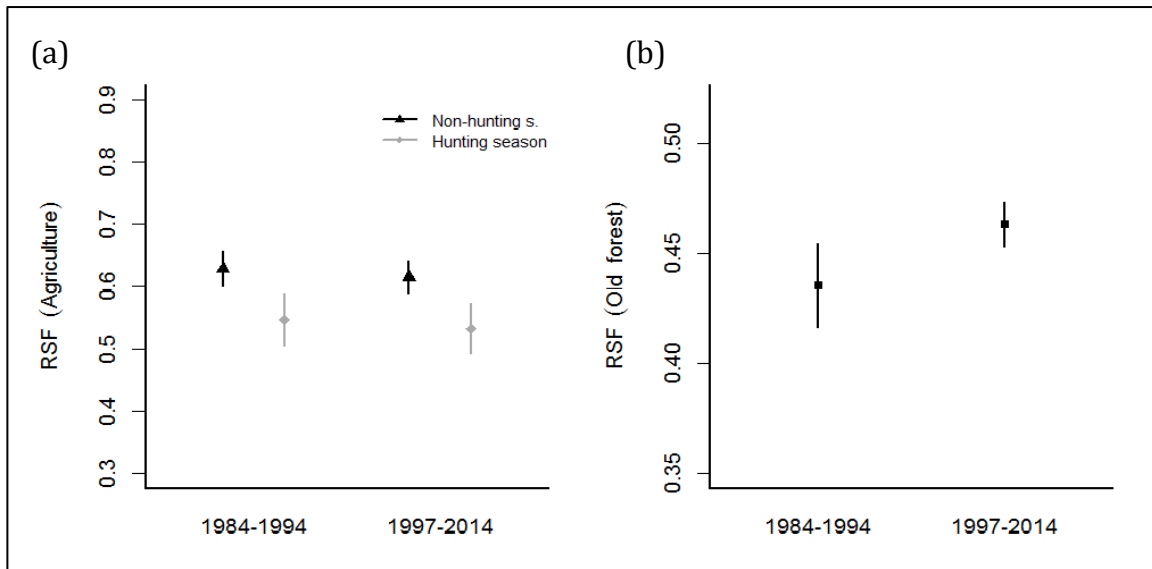 (a)
RSF (Agriculture)
0.9
0.8
0.7
0.6
0.5
0.4
0.3
Non-hunting s.
Hunting season
1984-1994
1997-2014
(b)
RSF (Old forest)
0.50
0.45
0.40
0.35
1984-1994
1997-2014